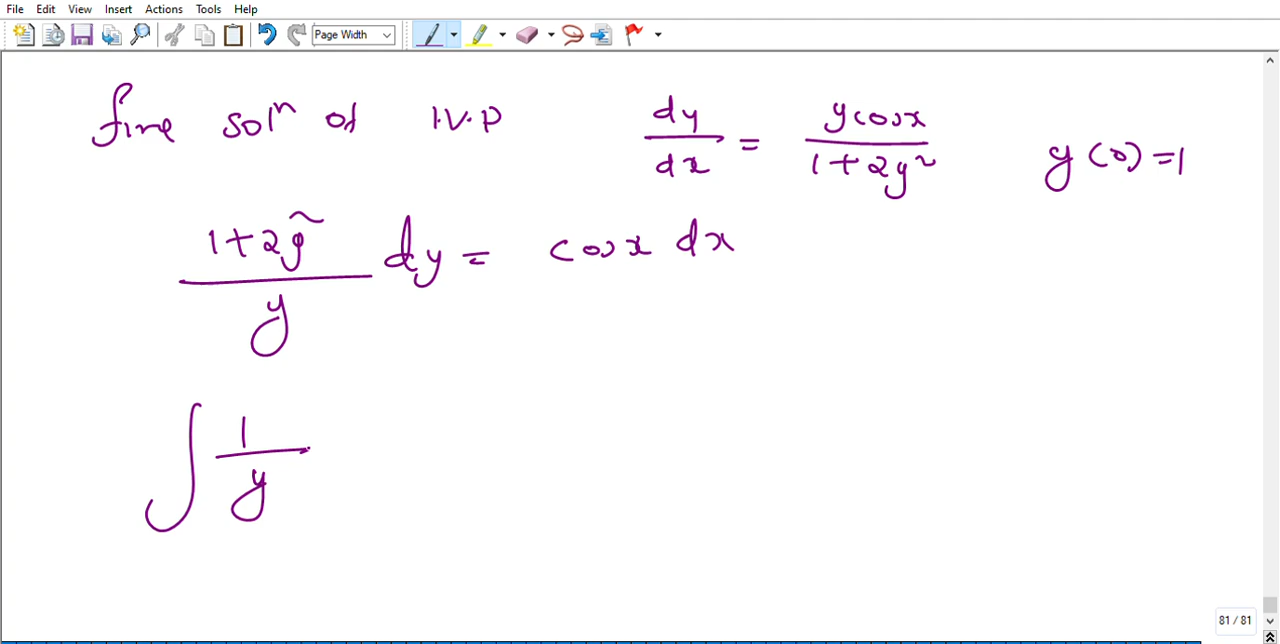 File Edit View Insert Actions Tools Help
Page Width
fine solⁿ of I.V.P dy/dx = ycosx/1+2y² y(0)=1
1+2y²/y dy = cosx dx
∫ 1/y
81 / 81